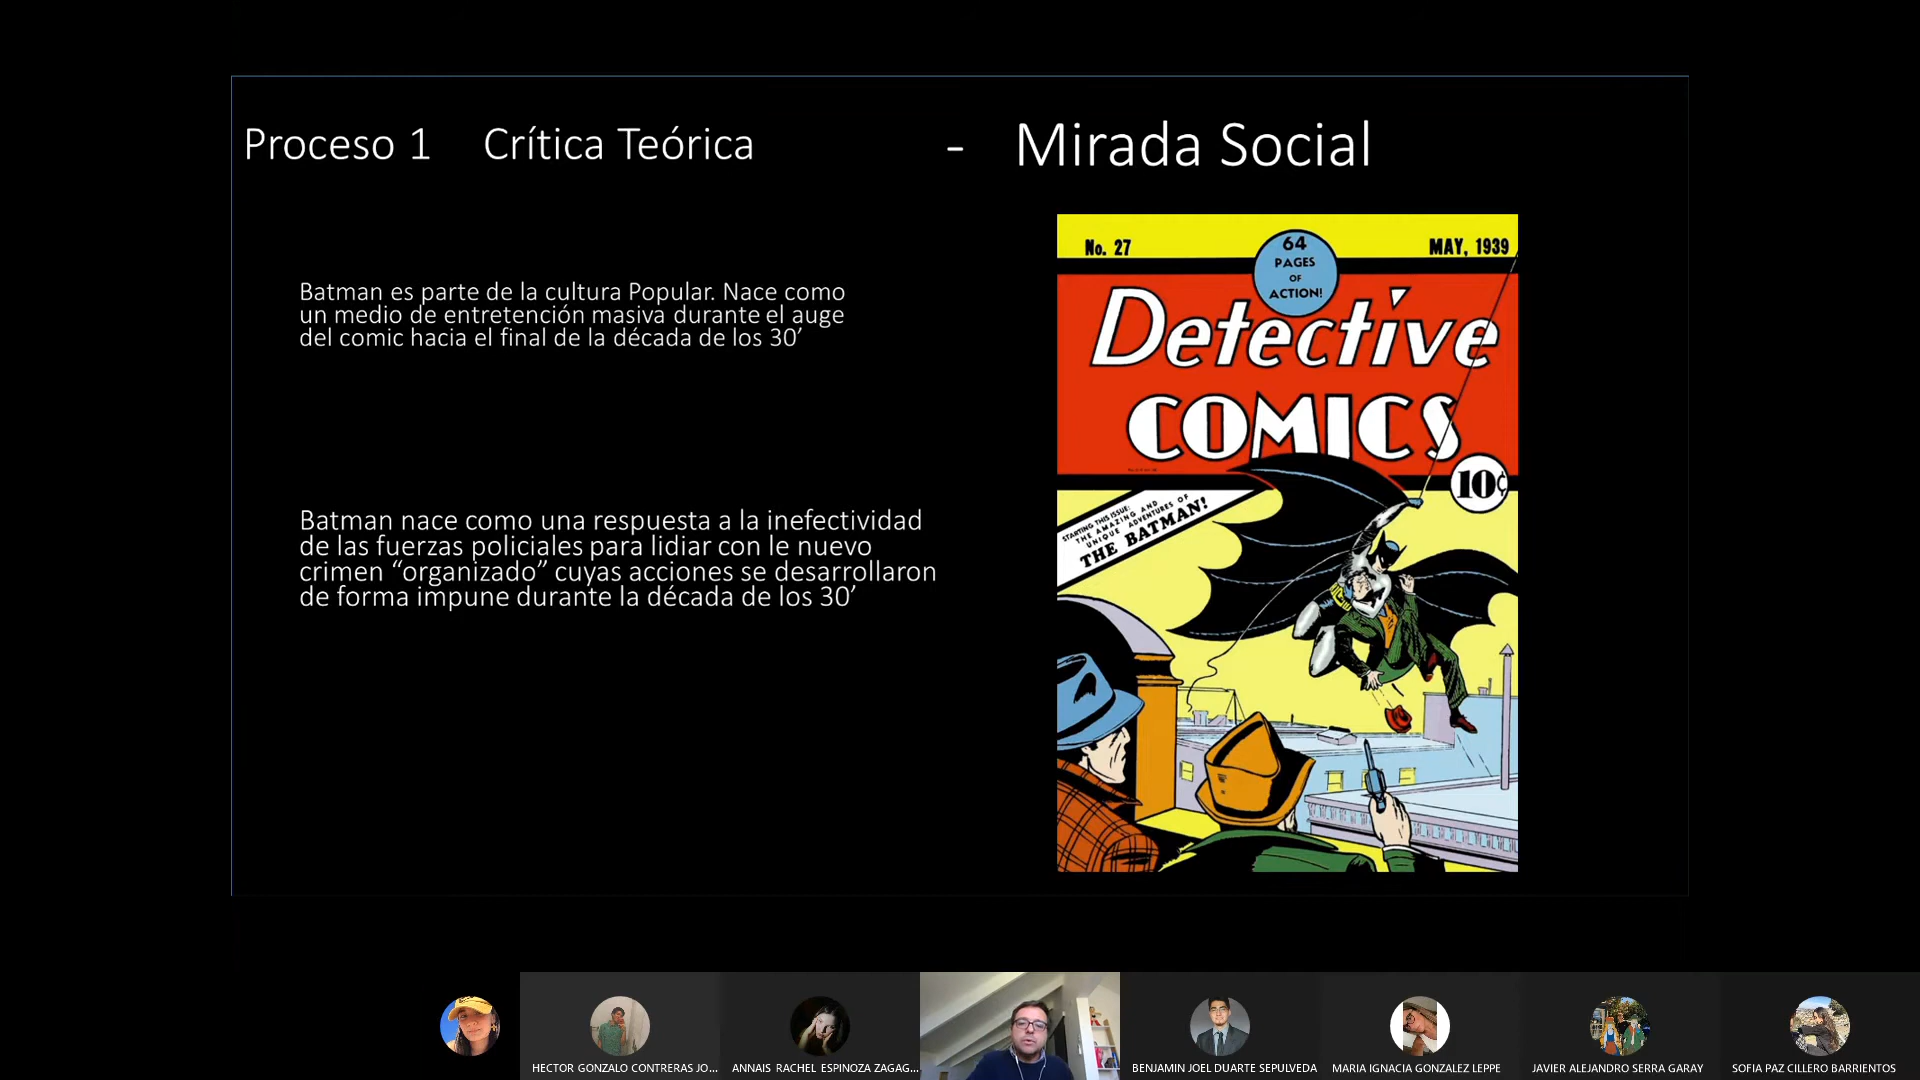 Proceso 1 Crítica Teórica - Mirada Social
Batman es parte de la cultura Popular. Nace como
un medio de entretención masiva durante el auge
del comic hacia el final de la década de los 30’
Batman nace como una respuesta a la inefectividad
de las fuerzas policiales para lidiar con le nuevo
crimen “organizado” cuyas acciones se desarrollaron
de forma impune durante la década de los 30’
No. 27
64
PAGES
OF
ACTION!
MAY, 1939
Detective
COMICS
10¢
STARTING THIS ISSUE:
THE AMAZING AND
UNIQUE ADVENTURES OF
THE BATMAN!
HECTOR GONZALO CONTRERAS JO...
ANNAIS RACHEL ESPINOZA ZAGAG...
BENJAMIN JOEL DUARTE SEPULVEDA
MARIA IGNACIA GONZALEZ LEPPE
JAVIER ALEJANDRO SERRA GARAY
SOFIA PAZ CILLERO BARRIENTOS